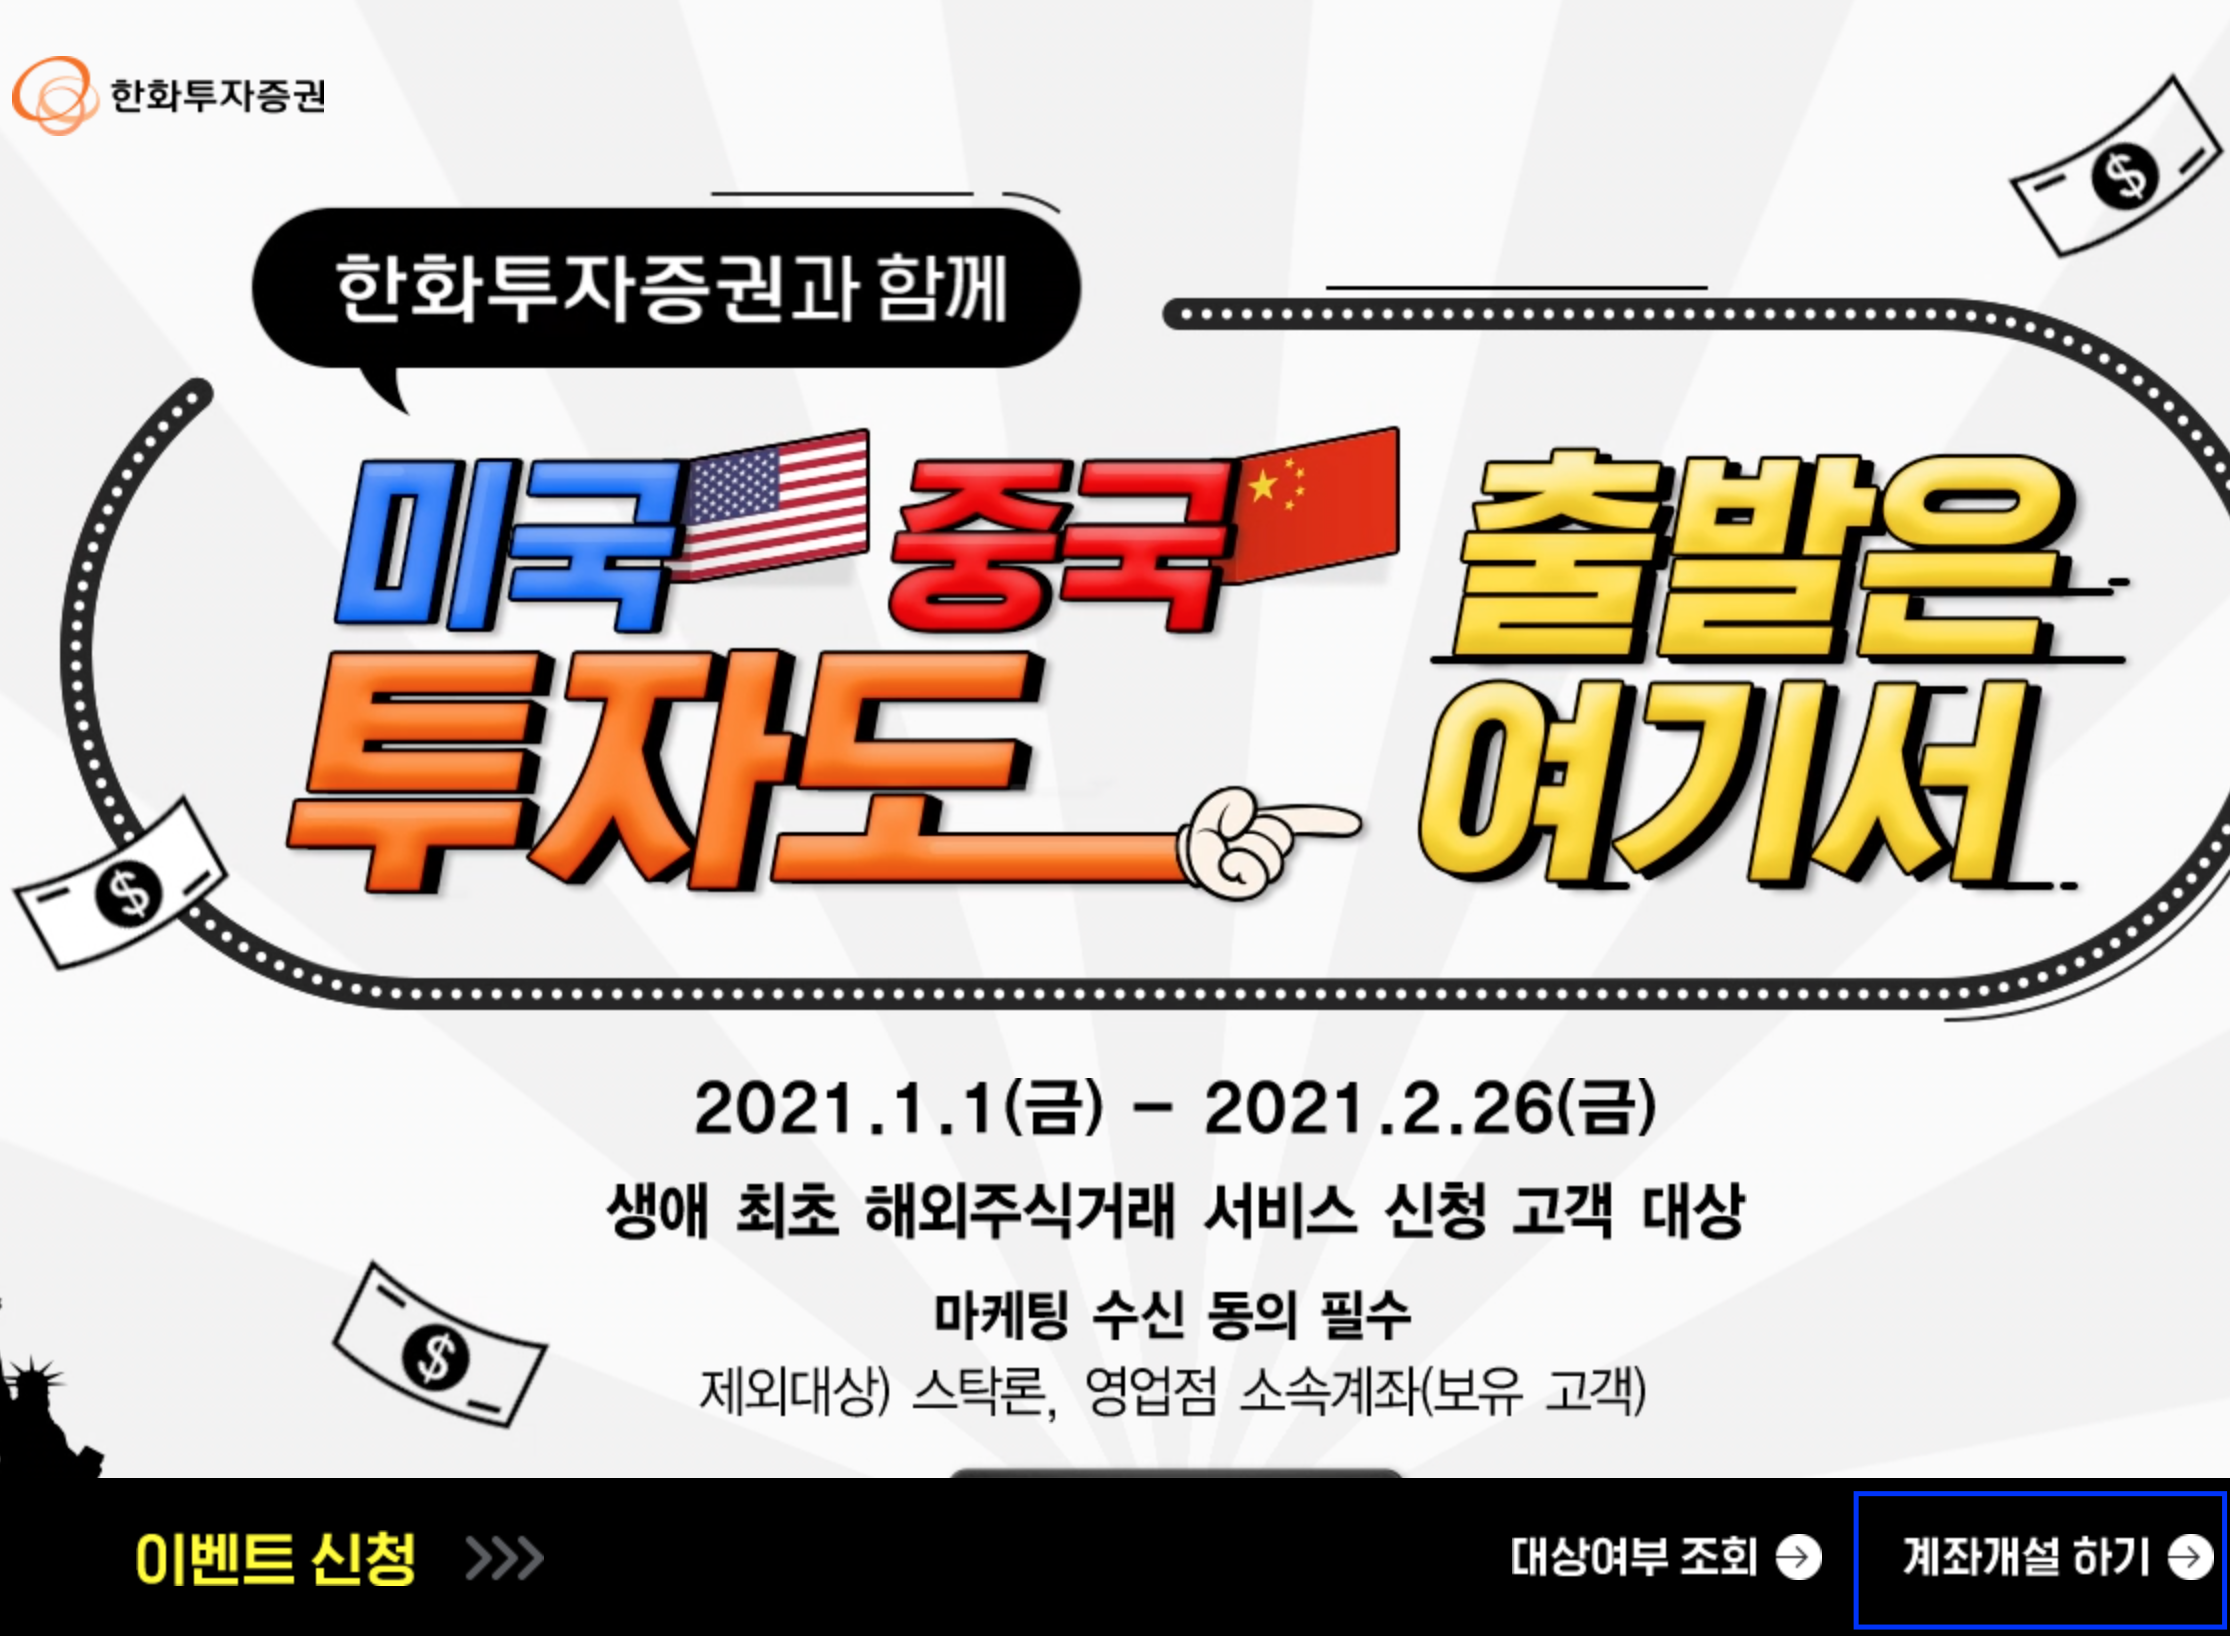 한화투자증권
한화투자증권과 함께
미국 중국 출발은
투자도 여기서
2021.1.1(금) – 2021.2.26(금)
생애 최초 해외주식거래 서비스 신청 고객 대상
마케팅 수신 동의 필수
제외대상) 스탁론, 영업점 소속계좌(보유 고객)
이벤트 신청 >>> 대상여부 조회 → 계좌개설 하기 →